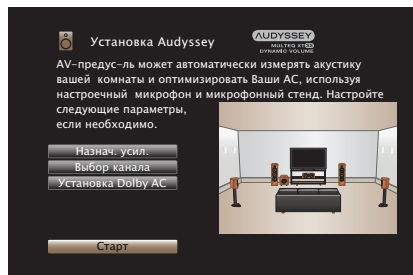 Установка Audyssey
AUDYSSEY
MULTEQ XT32
DYNAMIC VOLUME
AV-предус-ль может автоматически измерять акустику
вашей комнаты и оптимизировать Ваши АС, используя
настроечный микрофон и микрофонный стенд. Настройте
следующие параметры,
если необходимо.
Назнач. усил.
Выбор канала
Установка Dolby АС
Старт